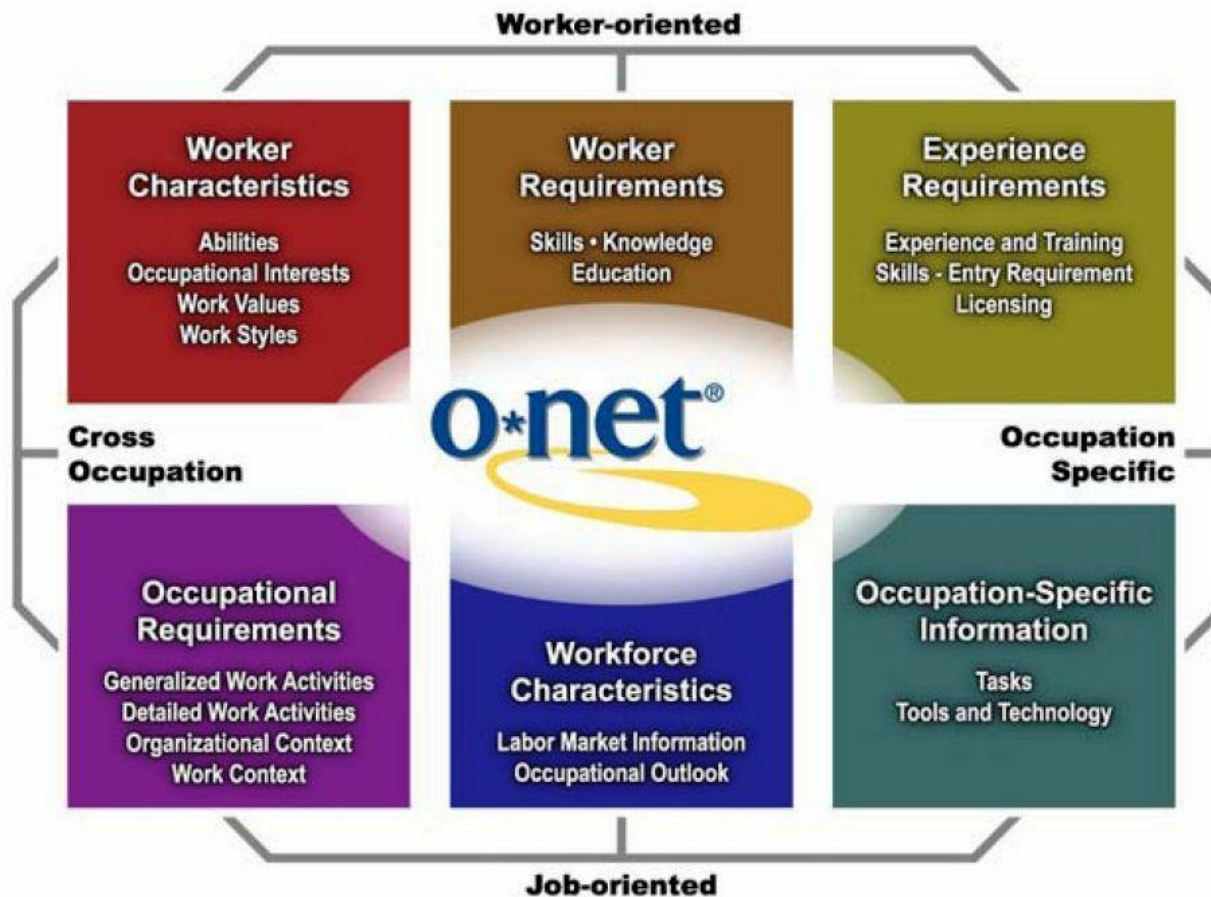 Worker-oriented
Worker
Characteristics
Abilities
Occupational Interests
Work Values
Work Styles
Worker
Requirements
Skills • Knowledge
Education
Experience
Requirements
Experience and Training
Skills - Entry Requirement
Licensing
Cross
Occupation
o*net®
Occupation
Specific
Occupational
Requirements
Generalized Work Activities
Detailed Work Activities
Organizational Context
Work Context
Workforce
Characteristics
Labor Market Information
Occupational Outlook
Occupation-Specific
Information
Tasks
Tools and Technology
Job-oriented